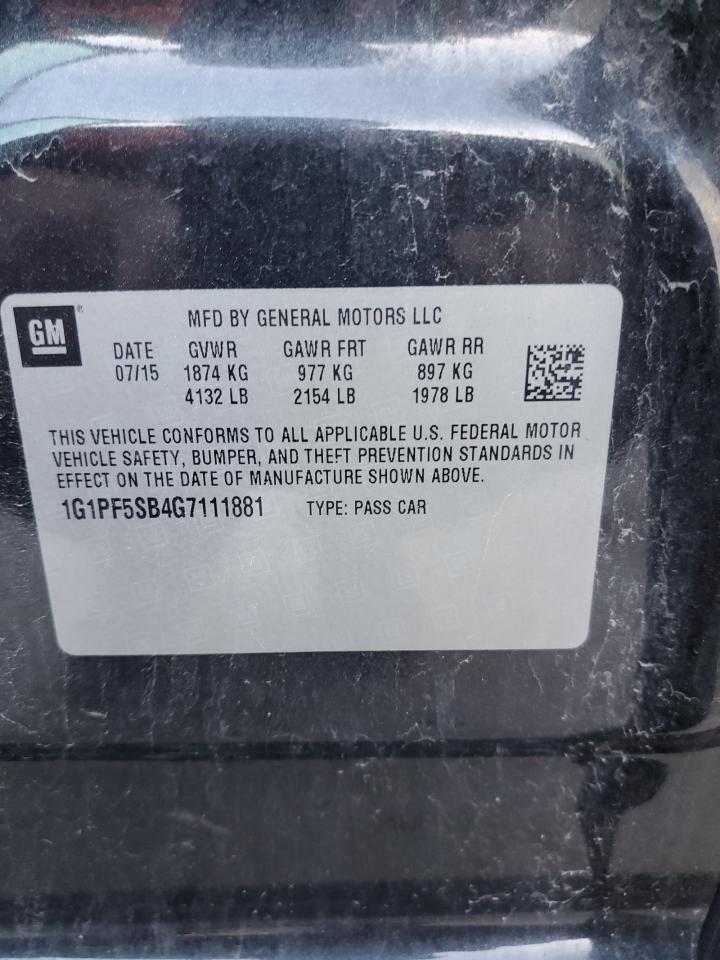 GM
MFD BY GENERAL MOTORS LLC
DATE GVWR GAWR FRT GAWR RR
07/15 1874 KG 977 KG 897 KG
4132 LB 2154 LB 1978 LB
THIS VEHICLE CONFORMS TO ALL APPLICABLE U.S. FEDERAL MOTOR
VEHICLE SAFETY, BUMPER, AND THEFT PREVENTION STANDARDS IN
EFFECT ON THE DATE OF MANUFACTURE SHOWN ABOVE.
1G1PF5SB4G7111881 TYPE: PASS CAR